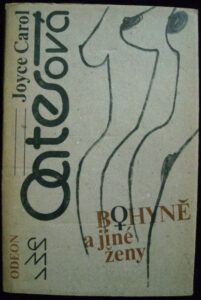 Joyce Carol
Oatesová
BOHYNĚ
a jiné
ženy
ODEON